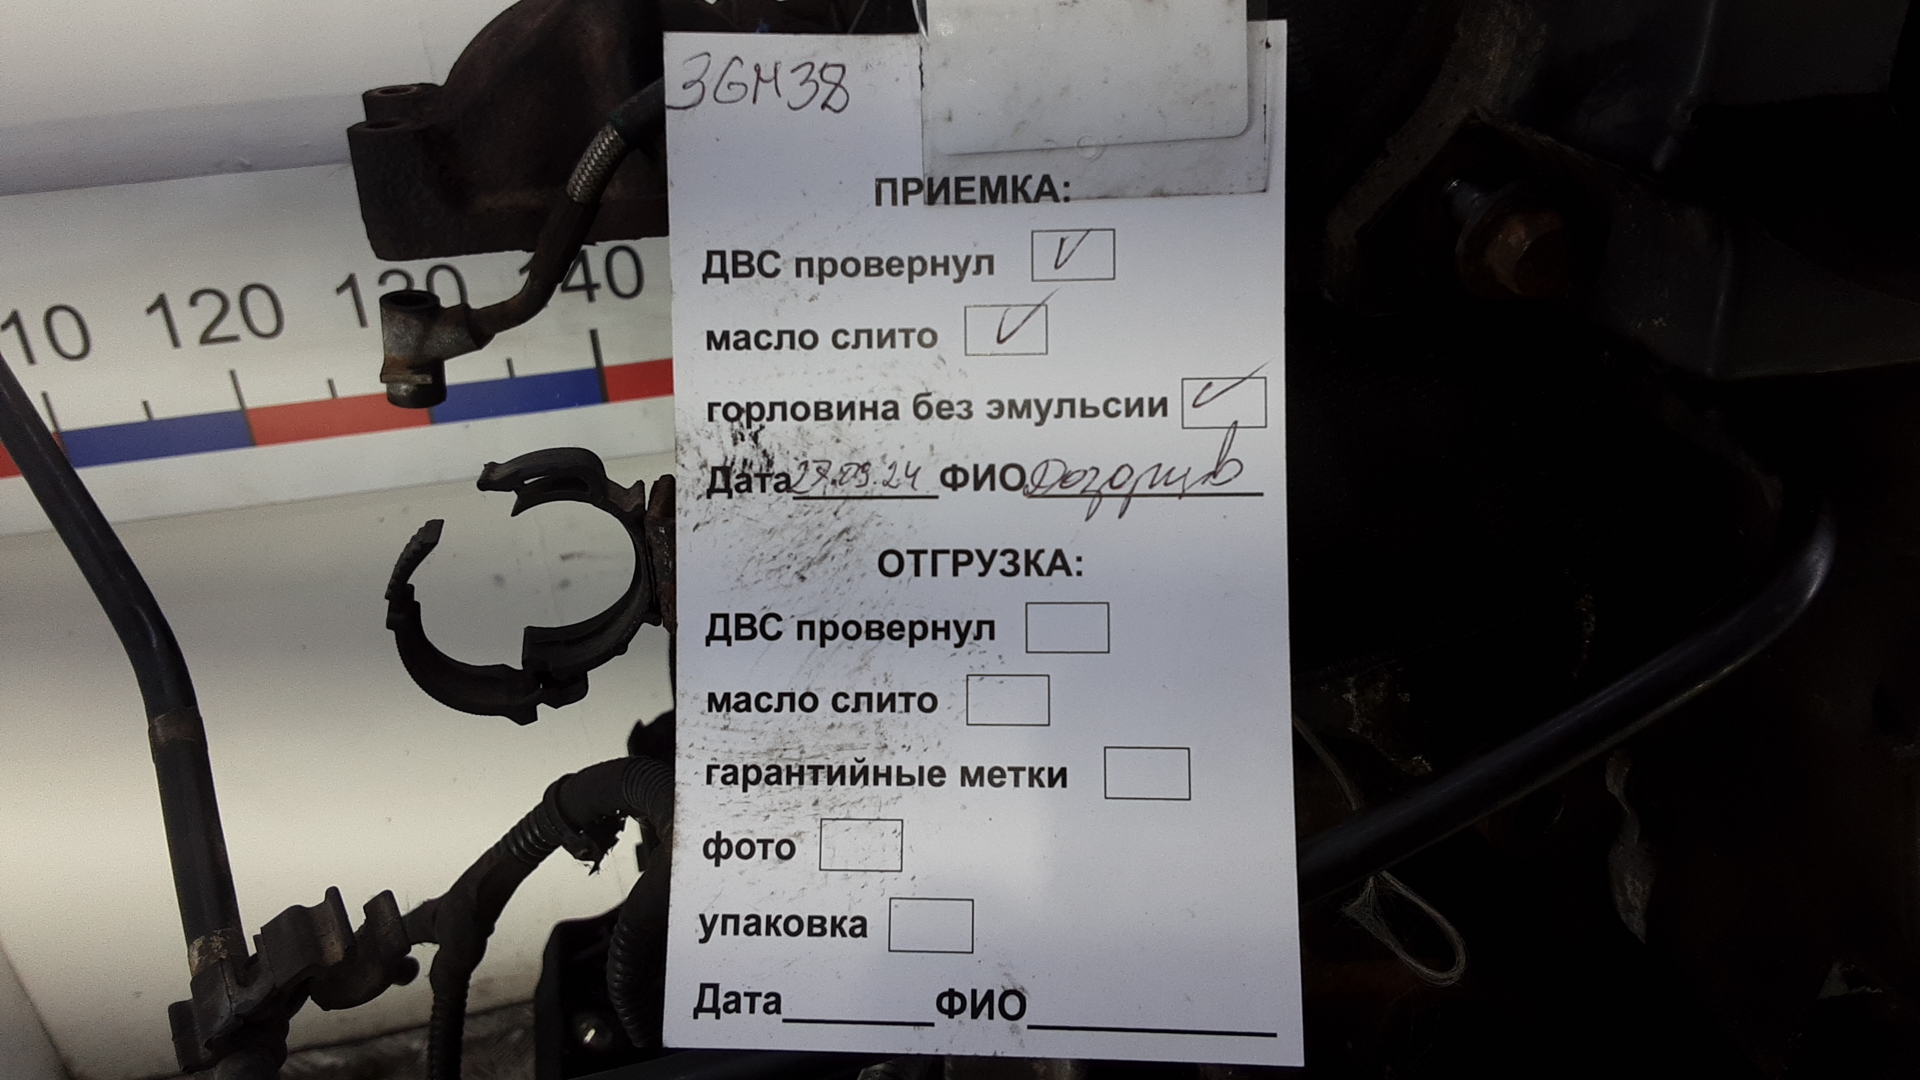 3GM38
ПРИЕМКА:
ДВС провернул
масло слито
горловина без эмульсии
Дата 27.09.24 ФИО
ОТГРУЗКА:
ДВС провернул
масло слито
гарантийные метки
фото
упаковка
Дата ФИО
10 120 130 140